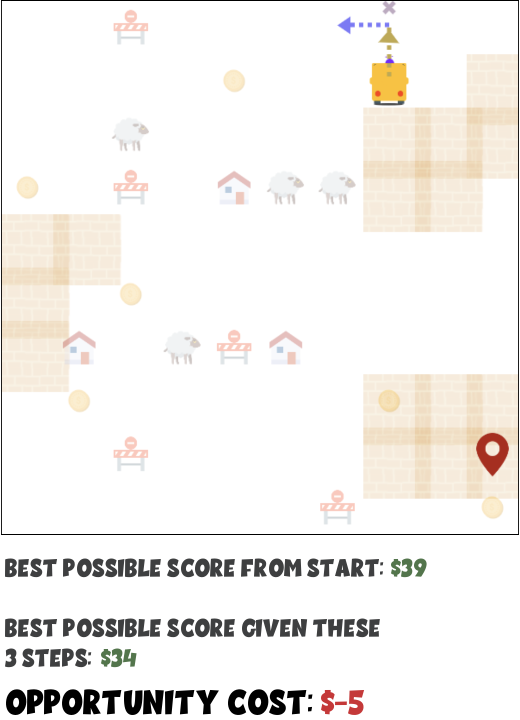 BEST POSSIBLE SCORE FROM START: $39
BEST POSSIBLE SCORE GIVEN THESE
3 STEPS: $34
OPPORTUNITY COST: $-5